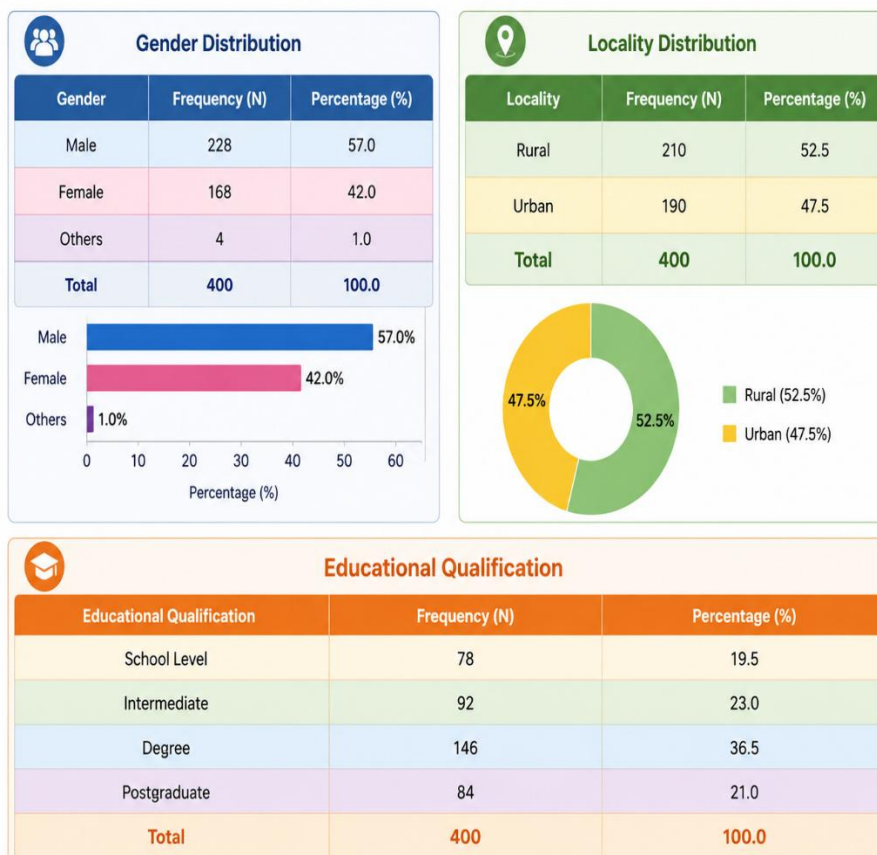 Gender Distribution
Gender Frequency (N) Percentage (%)
Male 228 57.0
Female 168 42.0
Others 4 1.0
Total 400 100.0
Male 57.0%
Female 42.0%
Others 1.0%
0 10 20 30 40 50 60
Percentage (%)
Locality Distribution
Locality Frequency (N) Percentage (%)
Rural 210 52.5
Urban 190 47.5
Total 400 100.0
47.5% 52.5%
Rural (52.5%)
Urban (47.5%)
Educational Qualification
Educational Qualification Frequency (N) Percentage (%)
School Level 78 19.5
Intermediate 92 23.0
Degree 146 36.5
Postgraduate 84 21.0
Total 400 100.0